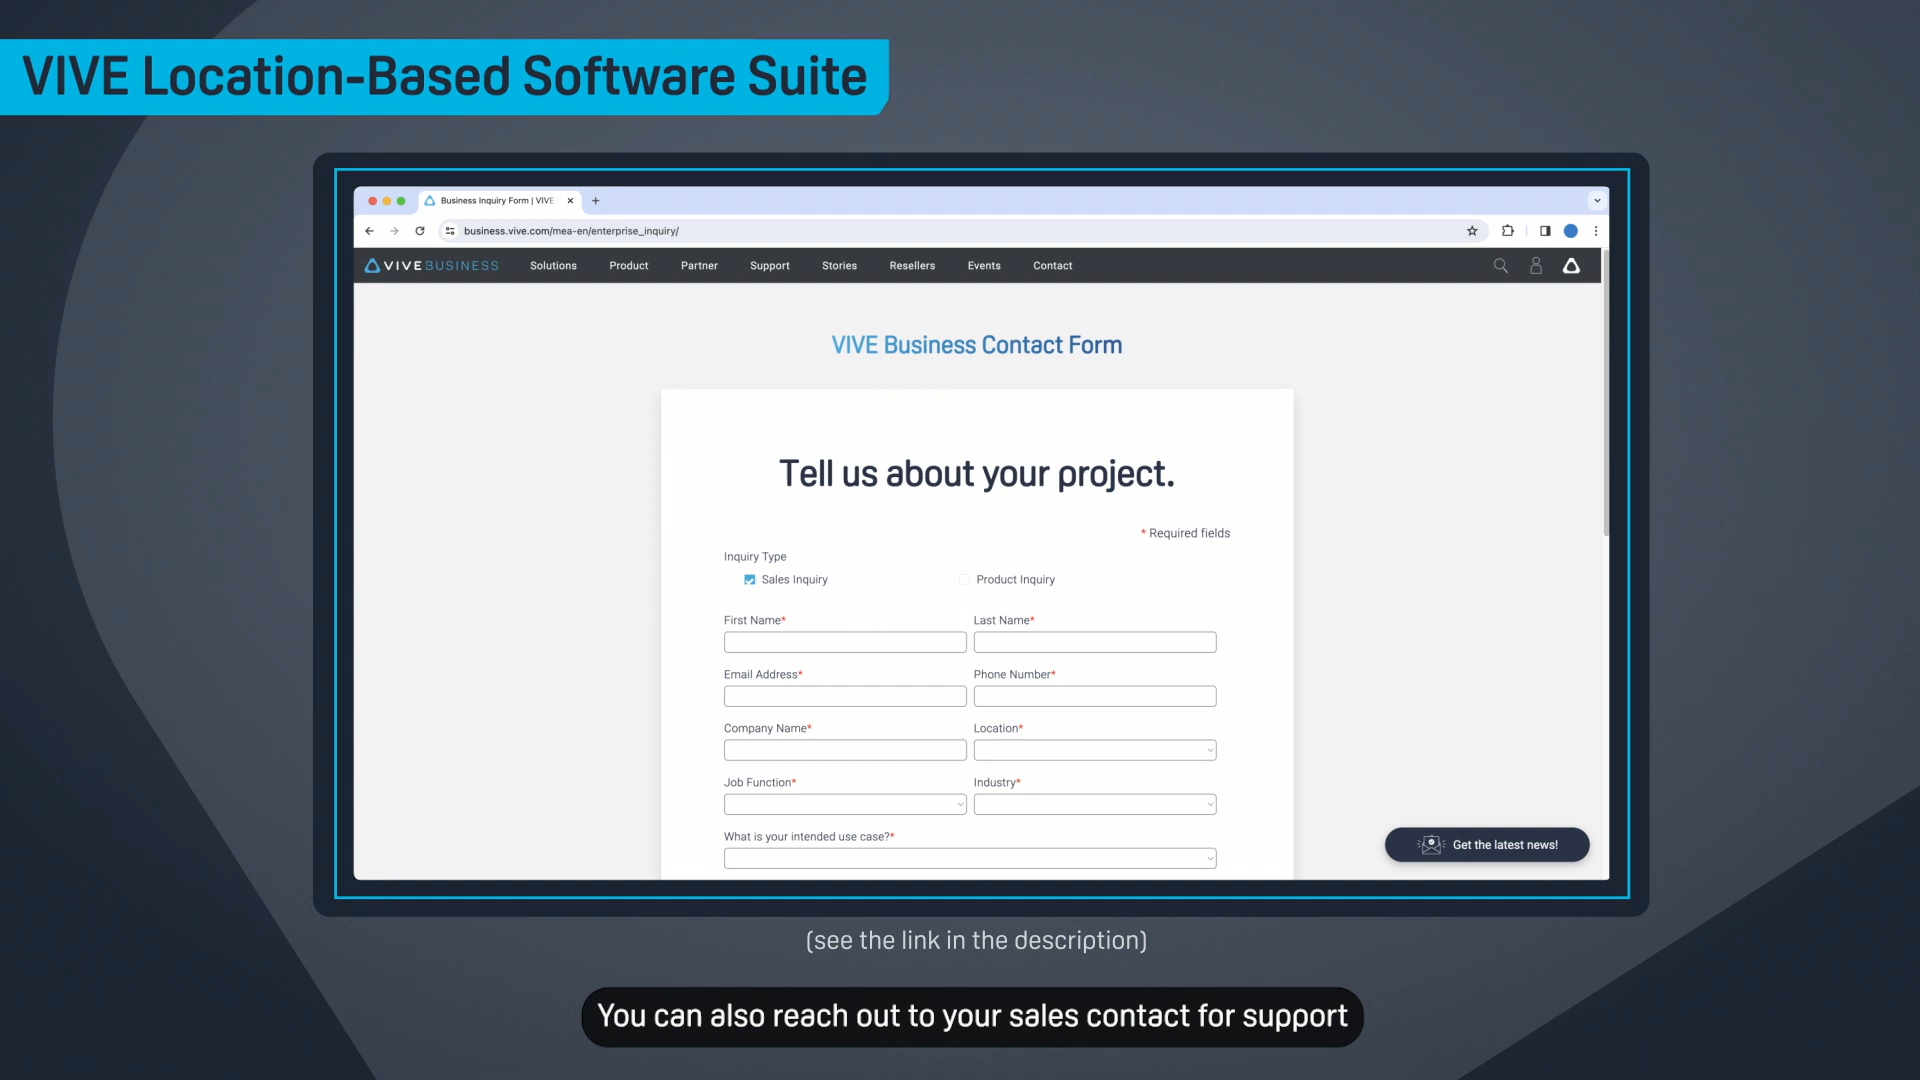 VIVE Location-Based Software Suite
Business Inquiry Form | VIVE
business.vive.com/mea-en/enterprise_inquiry/
VIVE BUSINESS Solutions Product Partner Support Stories Resellers Events Contact
VIVE Business Contact Form
Tell us about your project.
* Required fields
Inquiry Type
Sales Inquiry Product Inquiry
First Name* Last Name*
Email Address* Phone Number*
Company Name* Location*
Job Function* Industry*
What is your intended use case?*
Get the latest news!
(see the link in the description)
You can also reach out to your sales contact for support